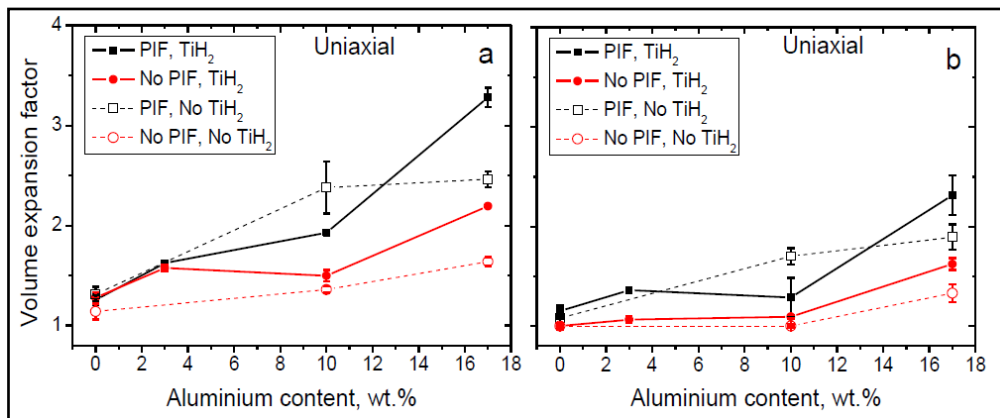 4
3
2
1
Volume expansion factor
PIF, TiH₂
No PIF, TiH₂
PIF, No TiH₂
No PIF, No TiH₂
Uniaxial
a
0 2 4 6 8 10 12 14 16 18
Aluminium content, wt.%
PIF, TiH₂
No PIF, TiH₂
PIF, No TiH₂
No PIF, No TiH₂
Uniaxial
b
0 2 4 6 8 10 12 14 16 18
Aluminium content, wt.%